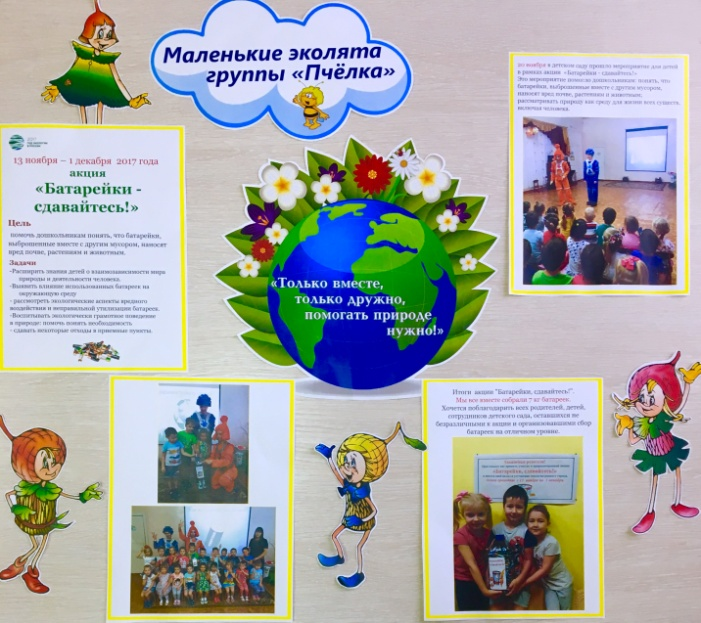 Маленькие эколята
группы «Пчёлка»
13 ноября – 1 декабря 2017 года
акция
«Батарейки -
сдавайтесь!»
Цель
помочь дошкольникам понять, что батарейки,
выброшенные вместе с другим мусором, наносят
вред почве, растениям и животным.
Задачи
-Расширить знания детей о взаимозависимости мира
природы и деятельности человека.
-Выявить влияние использованных батареек на
окружающую среду
- рассмотреть экологические аспекты вредного
воздействия и неправильной утилизации батареек.
-Воспитывать экологически грамотное поведение
в природе: помочь понять необходимость
- сдавать некоторые отходы в приемные пункты.
20 ноября в детском саду прошло мероприятие для детей
в рамках акции «Батарейки - сдавайтесь!»
Это мероприятие помогло дошкольникам понять, что
батарейки, выброшенные вместе с другим мусором,
наносят вред почве, растениям и животным;
рассматривать природу как среду для жизни всех существ,
включая человека.
«Только вместе,
только дружно,
помогать природе
нужно!»
Итоги акции "Батарейки, сдавайтесь!".
Мы все вместе собрали 7 кг батареек.
Хочется поблагодарить всех родителей, детей,
сотрудников детского сада, оставшихся не
безразличными к акции и организовавшими сбор
батареек на отличном уровне.
«Батарейки, сдавайтесь!»